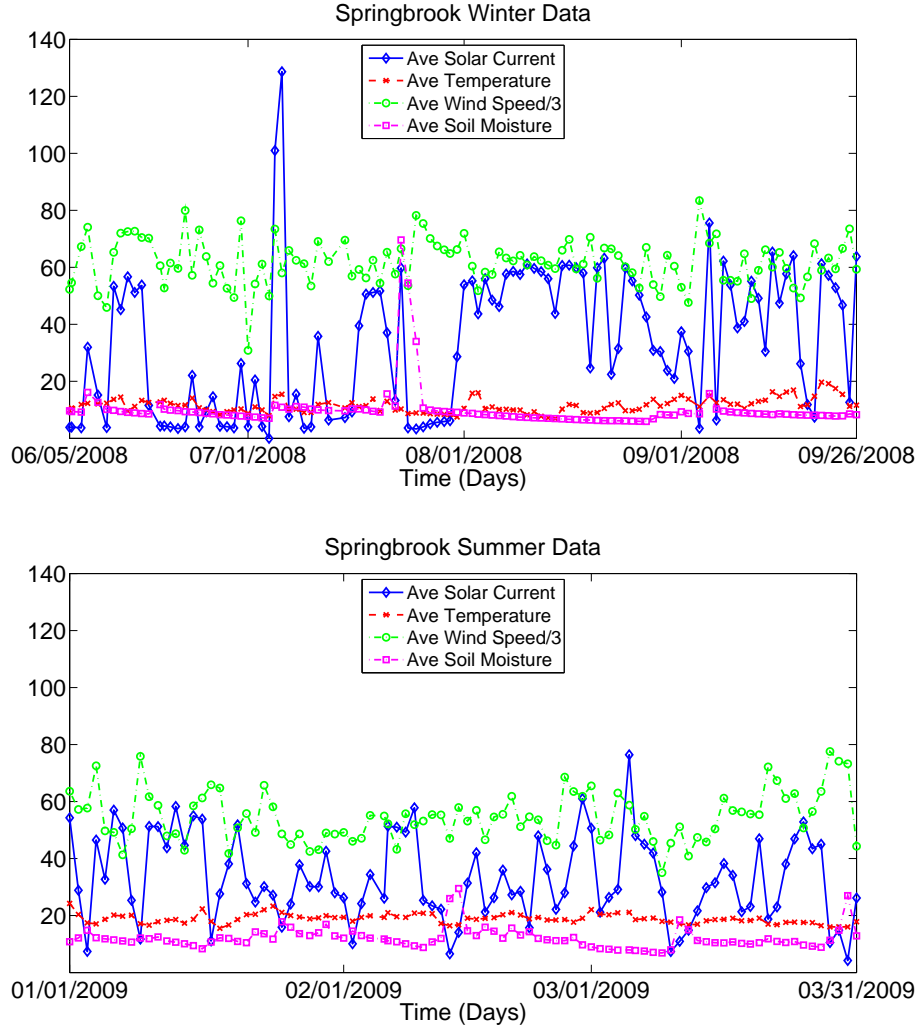 Springbrook Winter Data
140
120
100
80
60
40
20
Ave Solar Current
Ave Temperature
Ave Wind Speed/3
Ave Soil Moisture
06/05/2008 07/01/2008 08/01/2008 09/01/2008 09/26/2008
Time (Days)
Springbrook Summer Data
140
120
100
80
60
40
20
Ave Solar Current
Ave Temperature
Ave Wind Speed/3
Ave Soil Moisture
01/01/2009 02/01/2009 03/01/2009 03/31/2009
Time (Days)